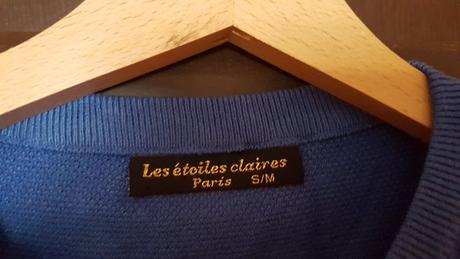 Les étoiles claires
Paris S/M